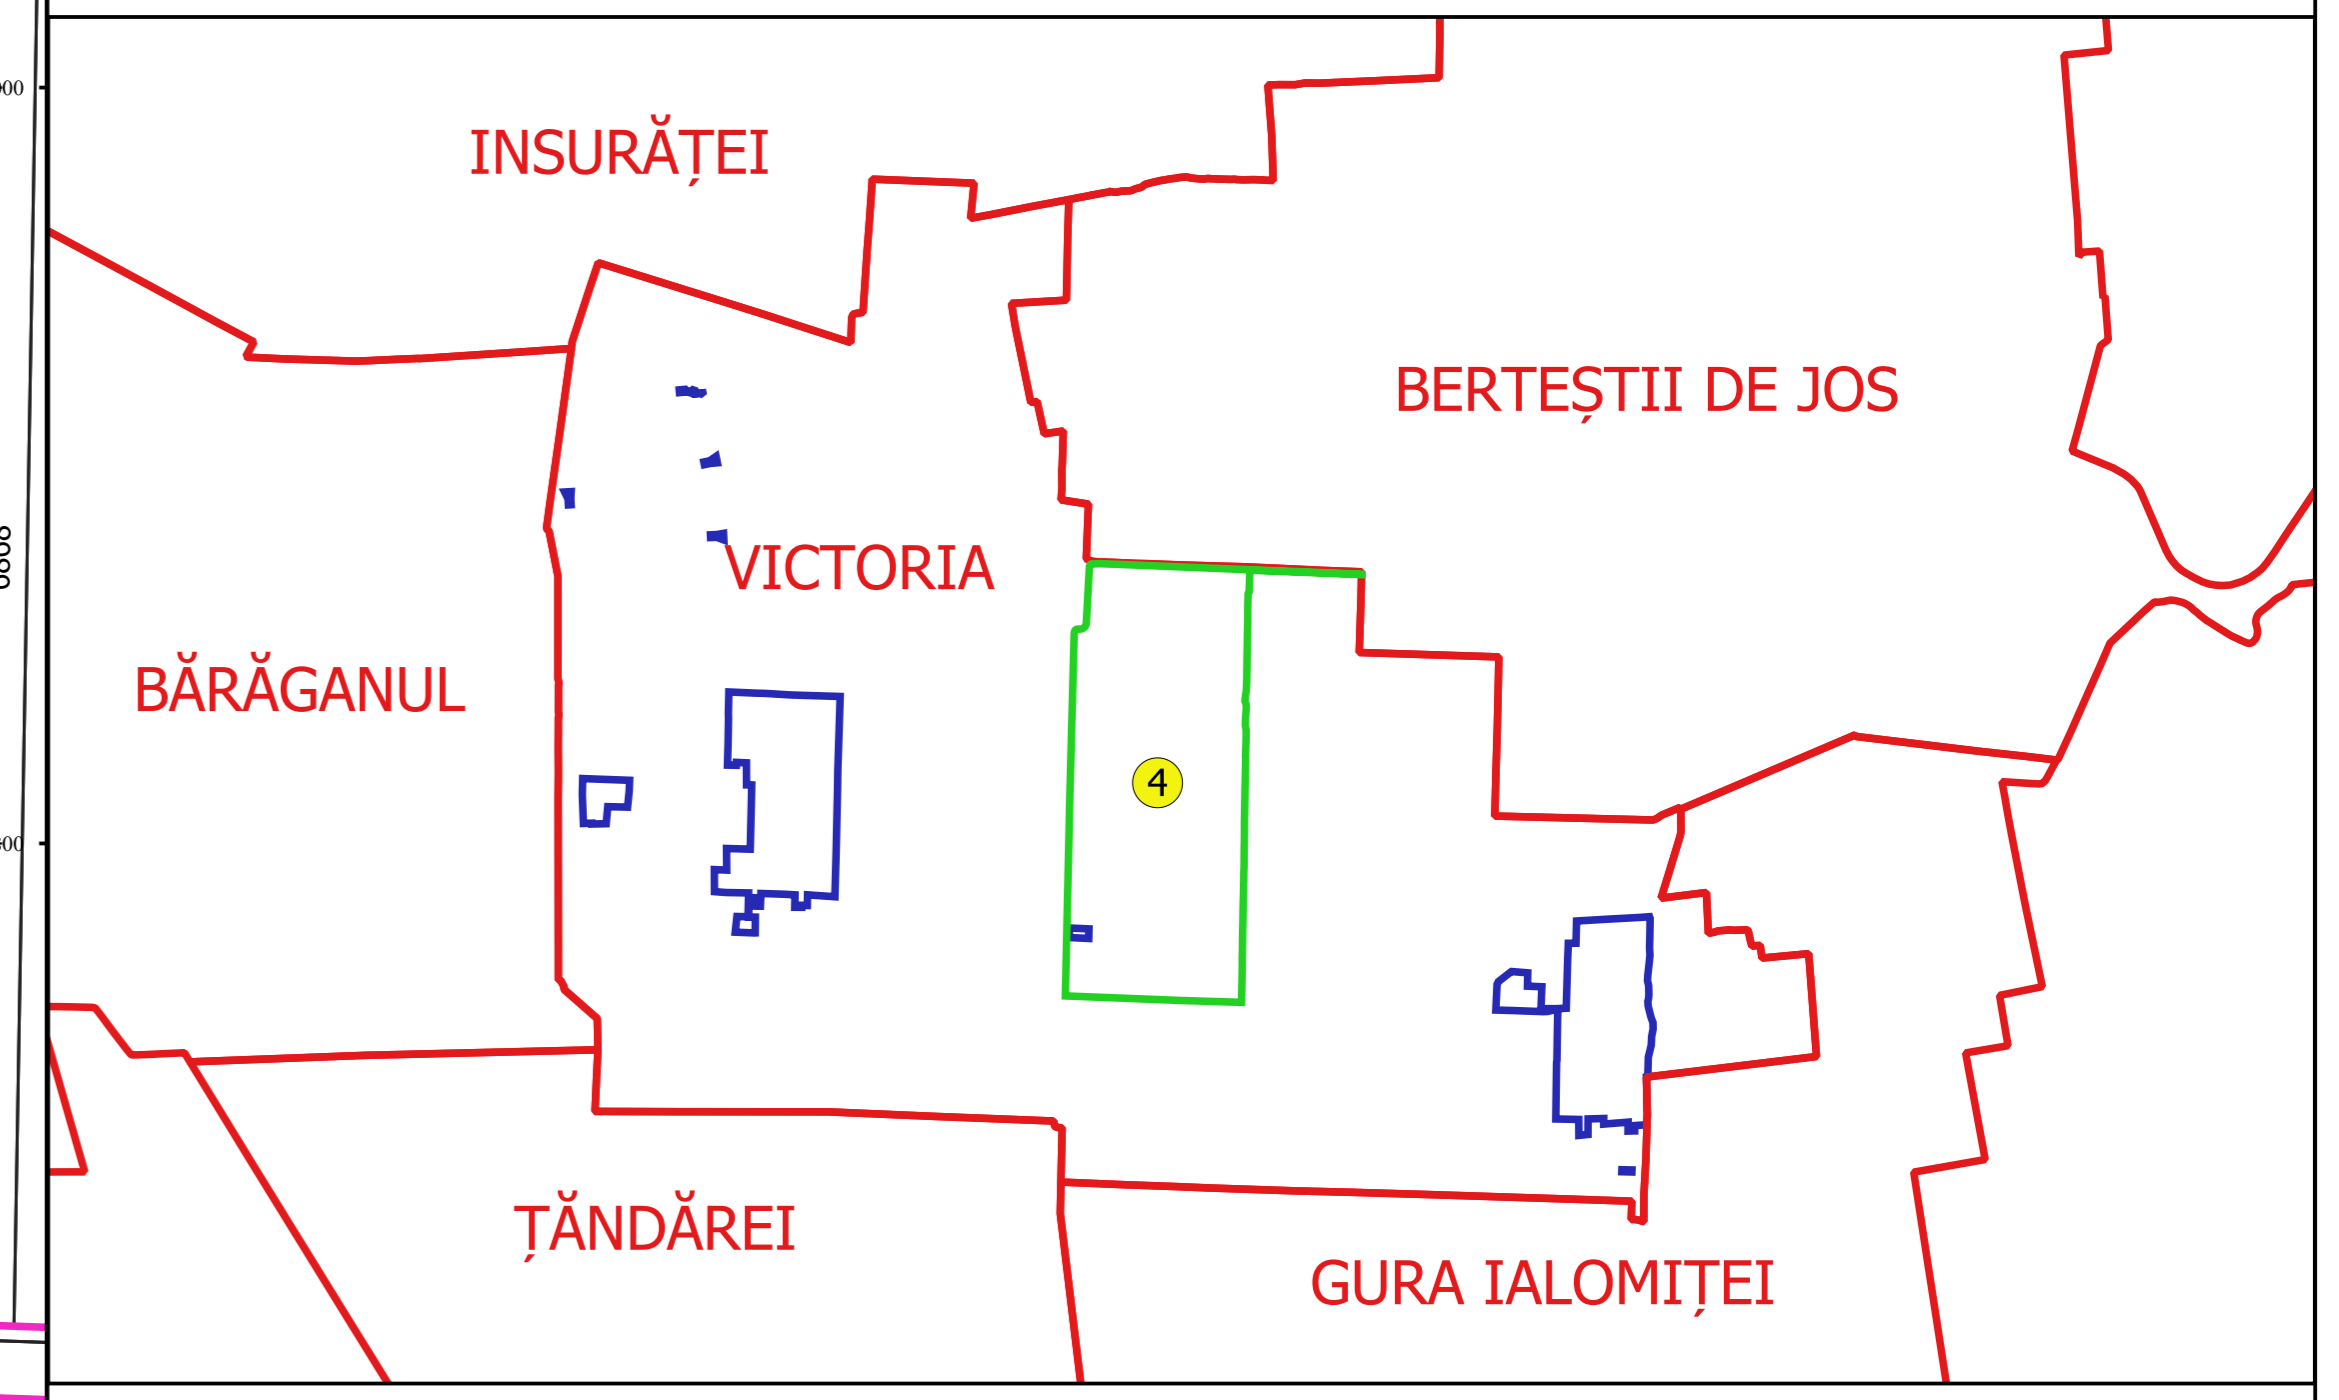 INSURĂȚEI
BERTEȘTII DE JOS
VICTORIA
BĂRĂGANUL
4
ȚĂNDĂREI
GURA IALOMIȚEI